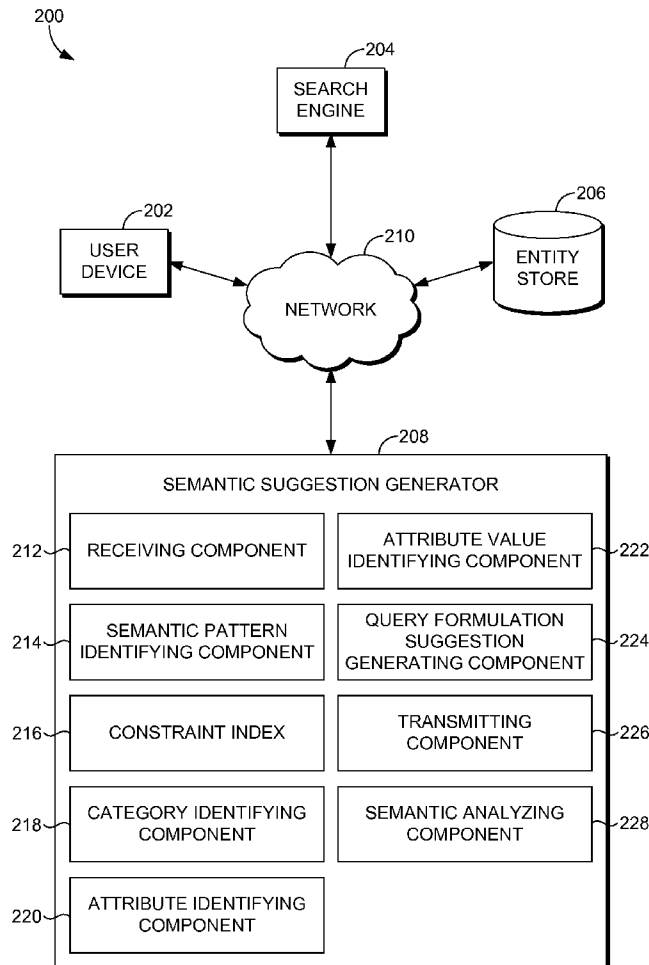 200
204
SEARCH
ENGINE
202
USER
DEVICE
210
NETWORK
206
ENTITY
STORE
208
SEMANTIC SUGGESTION GENERATOR
212
RECEIVING COMPONENT
ATTRIBUTE VALUE
IDENTIFYING COMPONENT
222
214
SEMANTIC PATTERN
IDENTIFYING COMPONENT
QUERY FORMULATION
SUGGESTION
GENERATING COMPONENT
224
216
CONSTRAINT INDEX
TRANSMITTING
COMPONENT
226
218
CATEGORY IDENTIFYING
COMPONENT
SEMANTIC ANALYZING
COMPONENT
228
220
ATTRIBUTE IDENTIFYING
COMPONENT